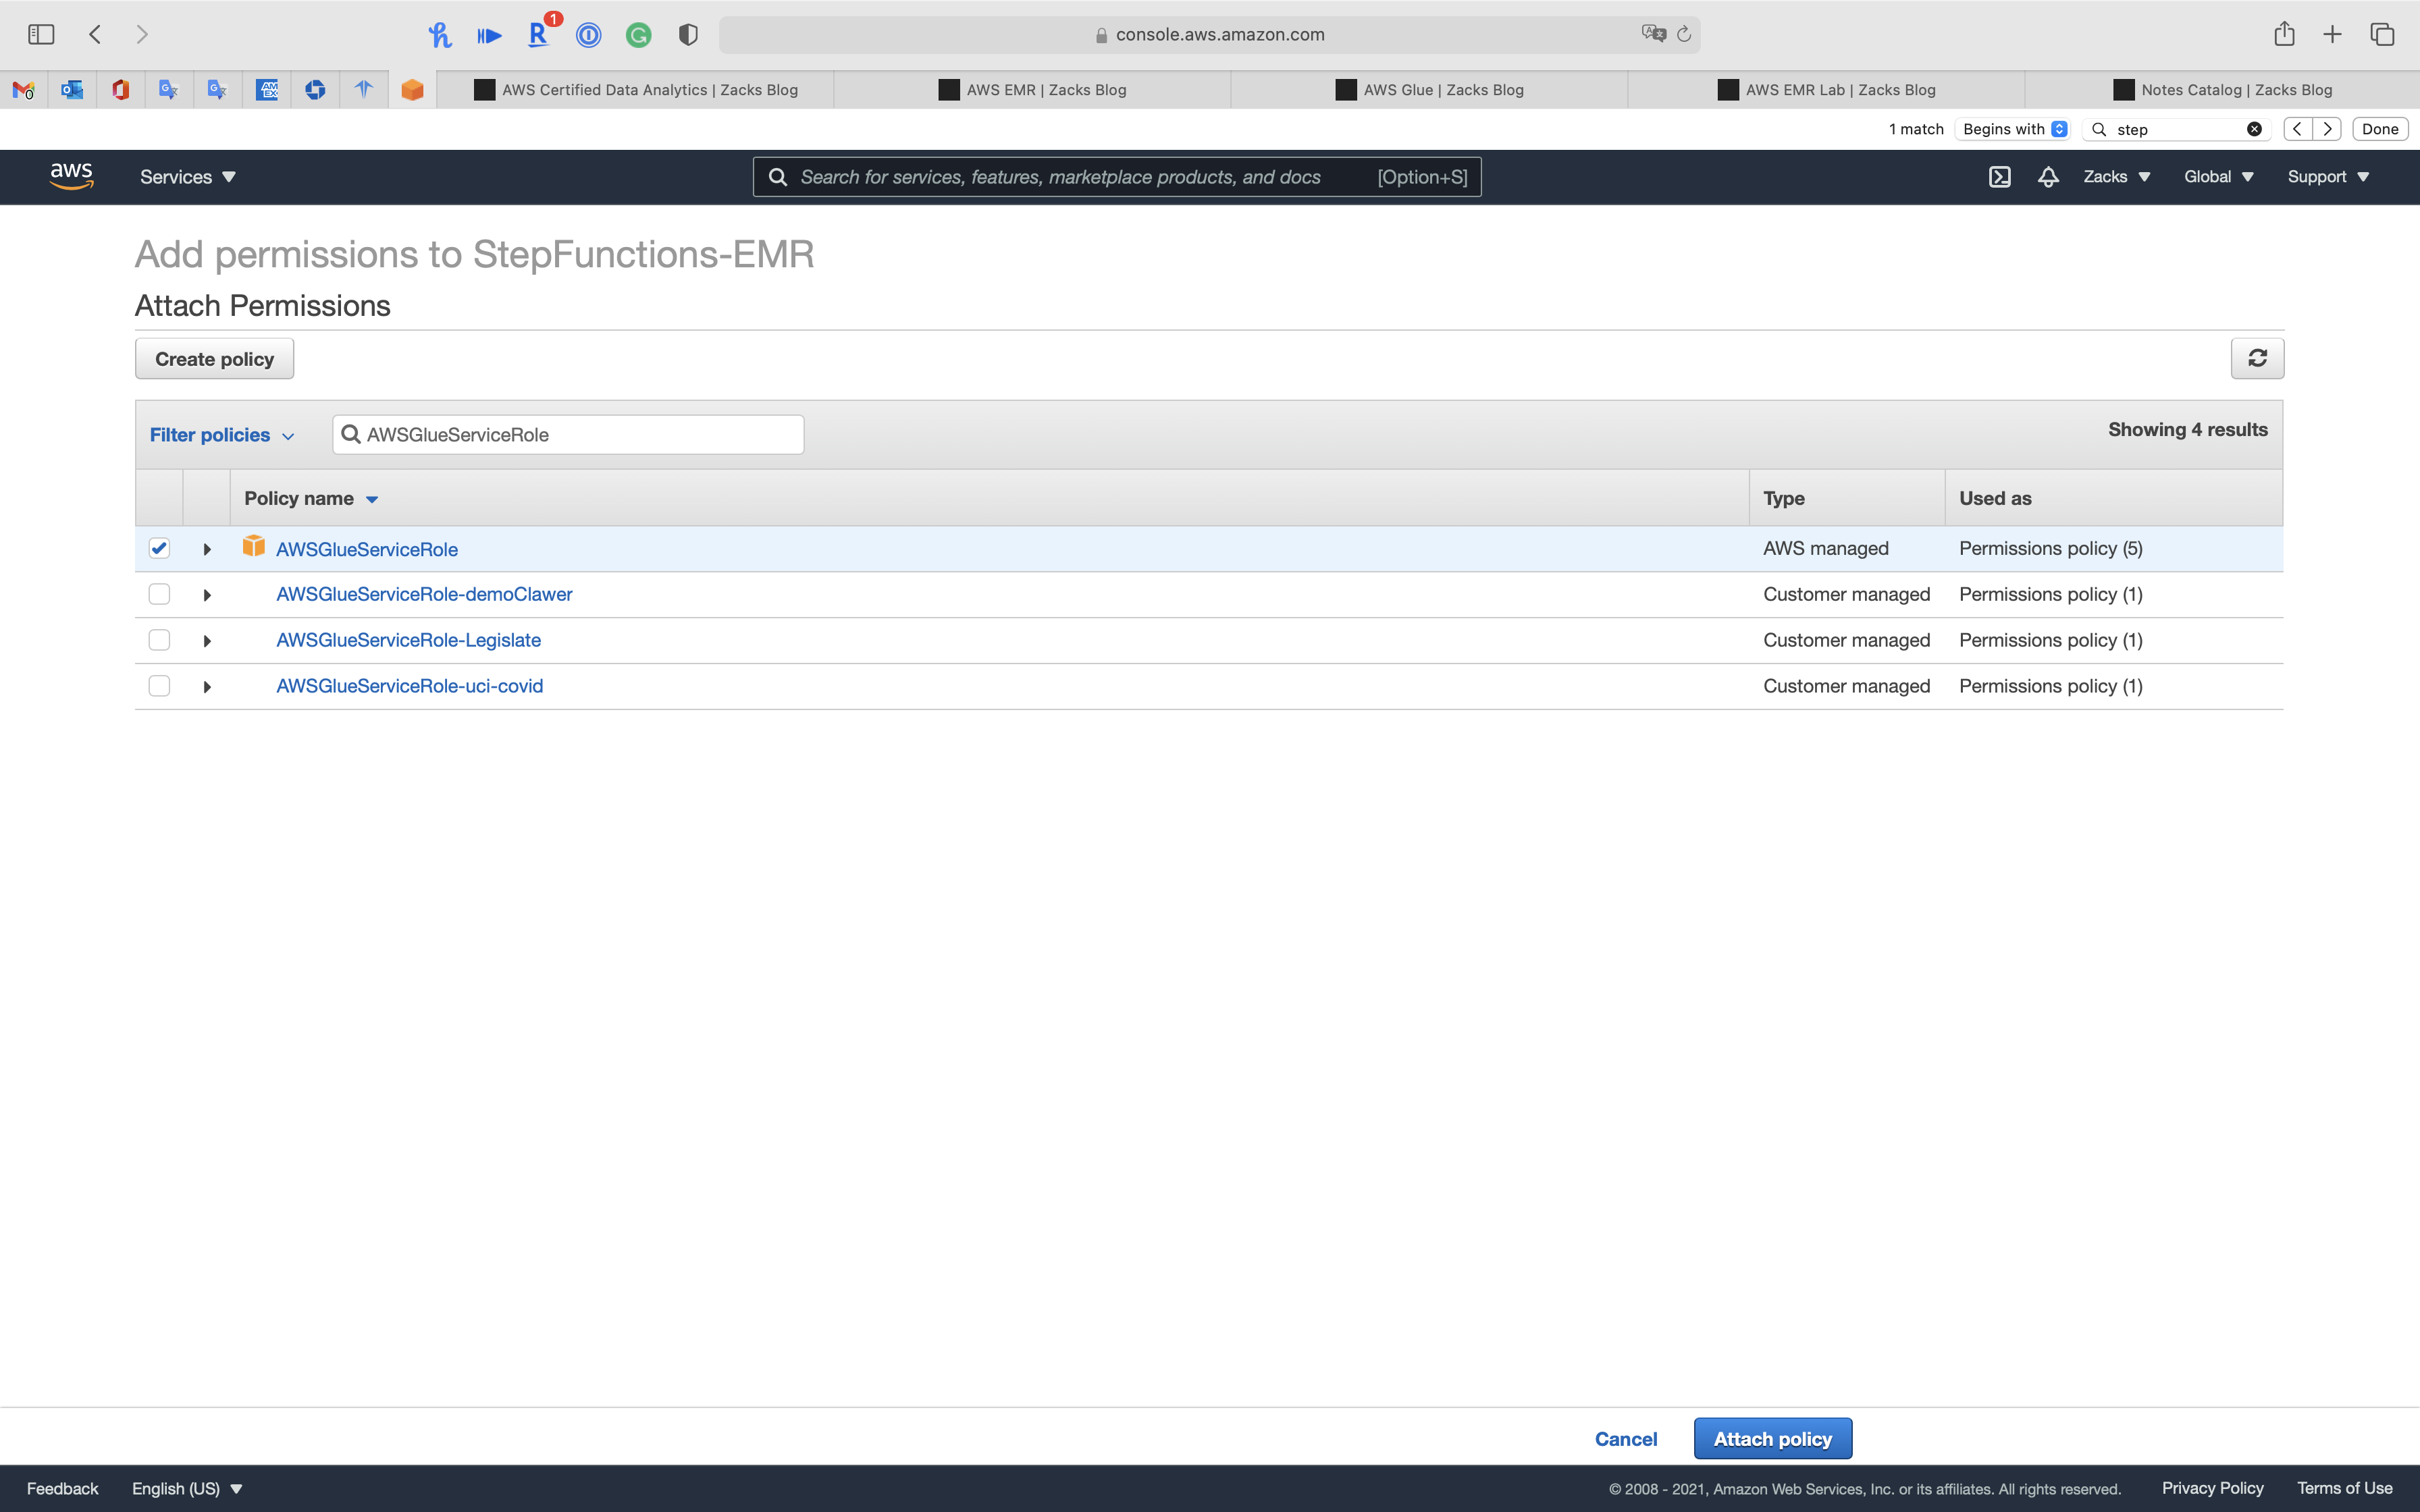 1
console.aws.amazon.com
AWS Certified Data Analytics | Zacks Blog
AWS EMR | Zacks Blog
AWS Glue | Zacks Blog
AWS EMR Lab | Zacks Blog
Notes Catalog | Zacks Blog
1 match
Begins with
step
Done
aws
Services
Search for services, features, marketplace products, and docs
[Option+S]
Zacks
Global
Support
Add permissions to StepFunctions-EMR
Attach Permissions
Create policy
Filter policies
AWSGlueServiceRole
Showing 4 results
Policy name
Type
Used as
AWSGlueServiceRole
AWS managed
Permissions policy (5)
AWSGlueServiceRole-demoClawer
Customer managed
Permissions policy (1)
AWSGlueServiceRole-Legislate
Customer managed
Permissions policy (1)
AWSGlueServiceRole-uci-covid
Customer managed
Permissions policy (1)
Cancel
Attach policy
Feedback
English (US)
© 2008 - 2021, Amazon Web Services, Inc. or its affiliates. All rights reserved.
Privacy Policy
Terms of Use